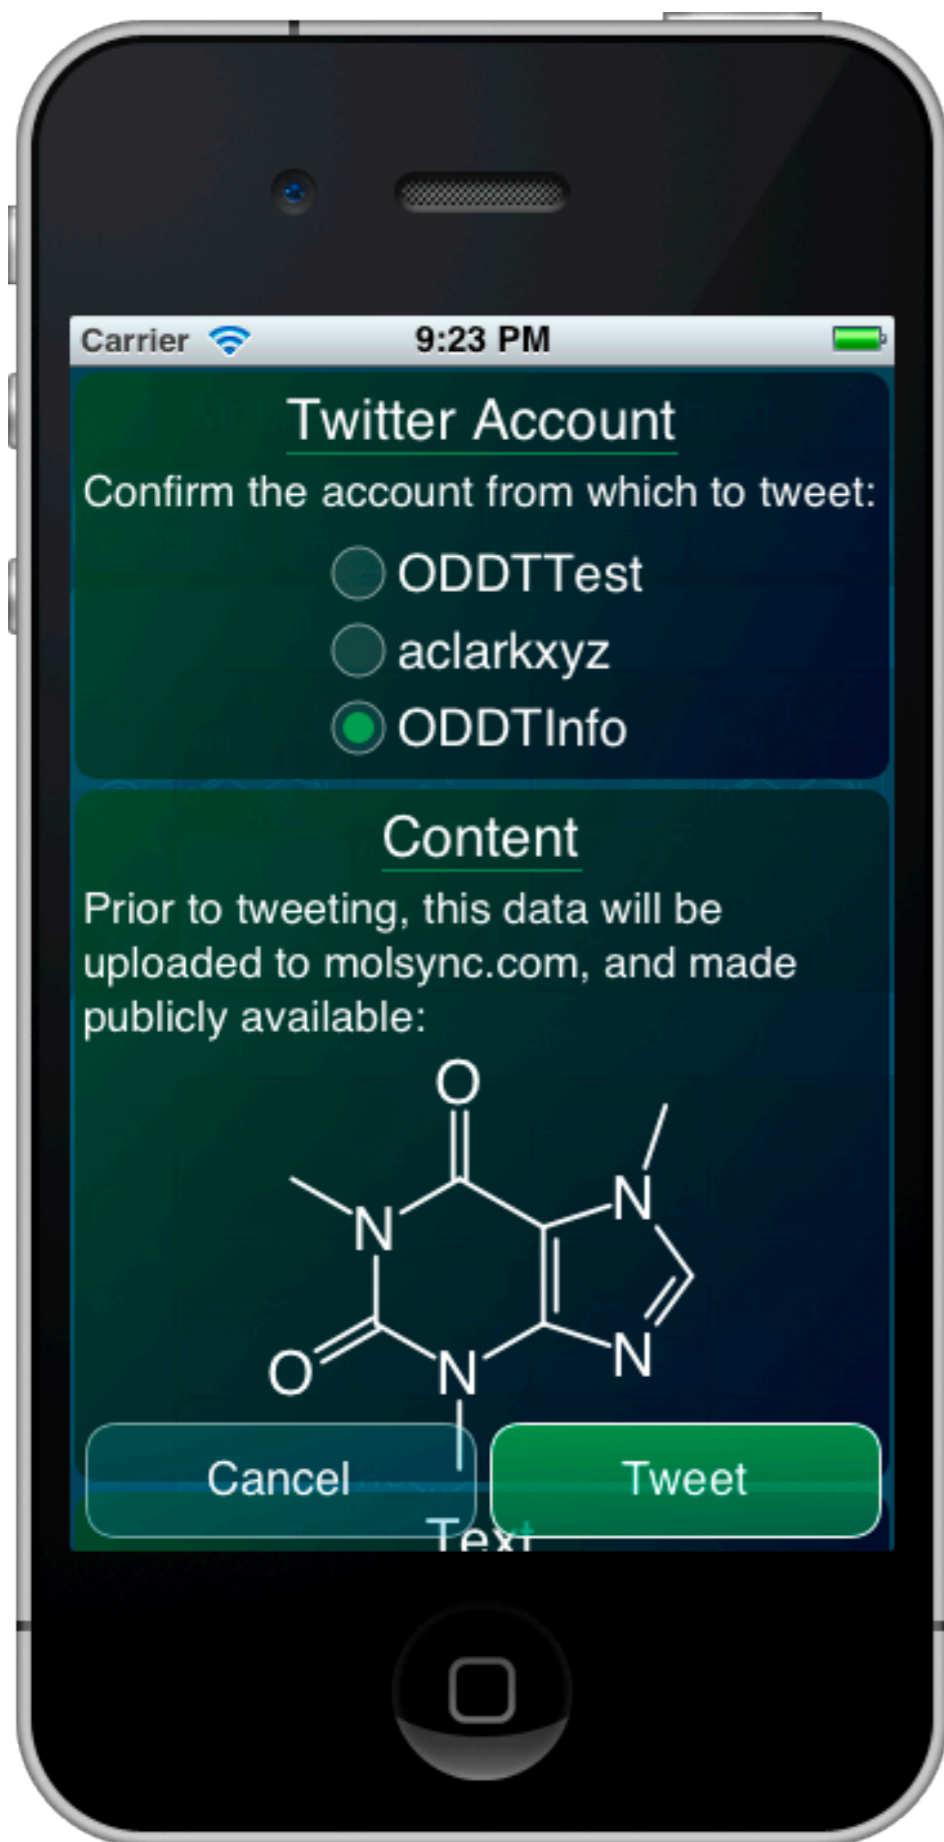 Carrier 9:23 PM
Twitter Account
Confirm the account from which to tweet:
ODDTTest
aclarkxyz
ODDTInfo
Content
Prior to tweeting, this data will be
uploaded to molsync.com, and made
publicly available:
O
N
N
O
N
N
Cancel
Tweet
Text